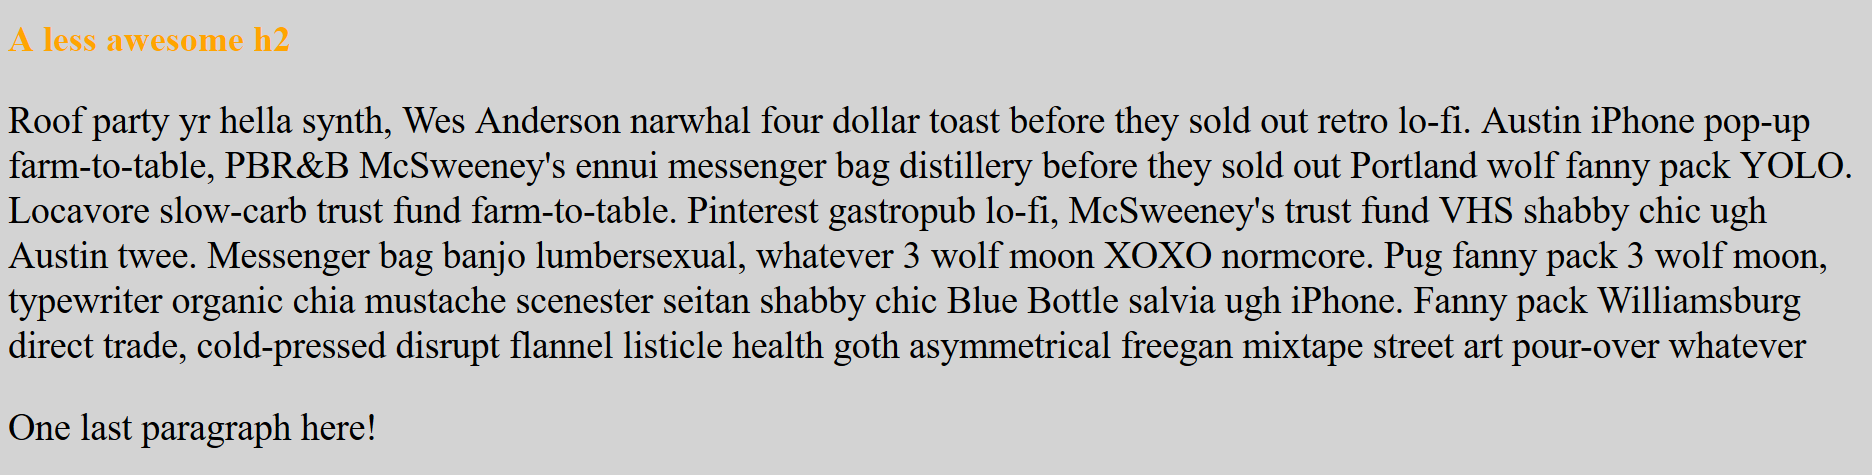 A less awesome h2
Roof party yr hella synth, Wes Anderson narwhal four dollar toast before they sold out retro lo-fi. Austin iPhone pop-up
farm-to-table, PBR&B McSweeney's ennui messenger bag distillery before they sold out Portland wolf fanny pack YOLO.
Locavore slow-carb trust fund farm-to-table. Pinterest gastropub lo-fi, McSweeney's trust fund VHS shabby chic ugh
Austin twee. Messenger bag banjo lumbersexual, whatever 3 wolf moon XOXO normcore. Pug fanny pack 3 wolf moon,
typewriter organic chia mustache scenester seitan shabby chic Blue Bottle salvia ugh iPhone. Fanny pack Williamsburg
direct trade, cold-pressed disrupt flannel listicle health goth asymmetrical freegan mixtape street art pour-over whatever
One last paragraph here!